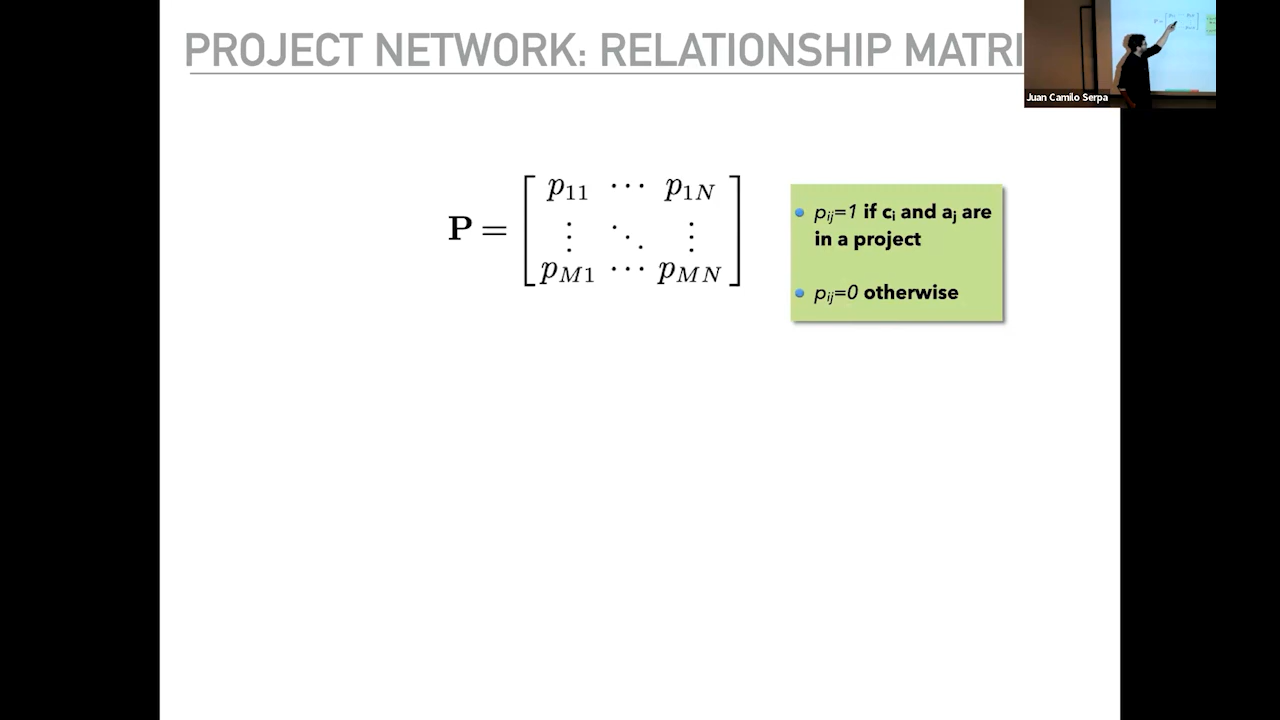 PROJECT NETWORK: RELATIONSHIP MATRI
Juan Camilo Serpa
p11 ⋯ p1N
P = ⋮ ⋱ ⋮
pM1 ⋯ pMN
• pij=1 if ci and aj are
in a project
• pij=0 otherwise